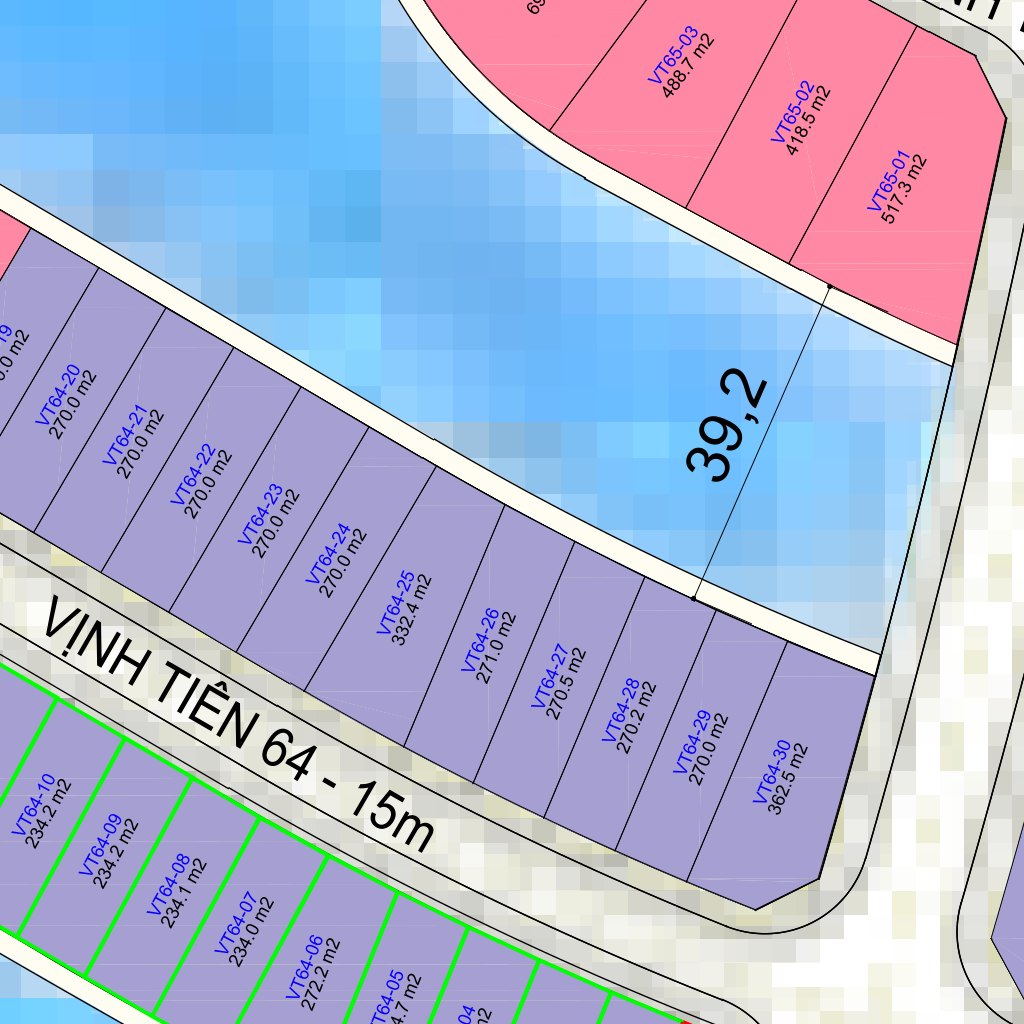 VT65-03
488.7 m2
VT65-02
418.5 m2
VT65-01
517.3 m2
39,2
VT64-20
270.0 m2
VT64-21
270.0 m2
VT64-22
270.0 m2
VT64-23
270.0 m2
VT64-24
270.0 m2
VT64-25
332.4 m2
VT64-26
271.0 m2
VT64-27
270.5 m2
VT64-28
270.2 m2
VT64-29
270.0 m2
VT64-30
362.5 m2
VỊNH TIÊN 64 - 15m
VT64-10
234.2 m2
VT64-09
234.2 m2
VT64-08
234.1 m2
VT64-07
234.0 m2
VT64-06
272.2 m2